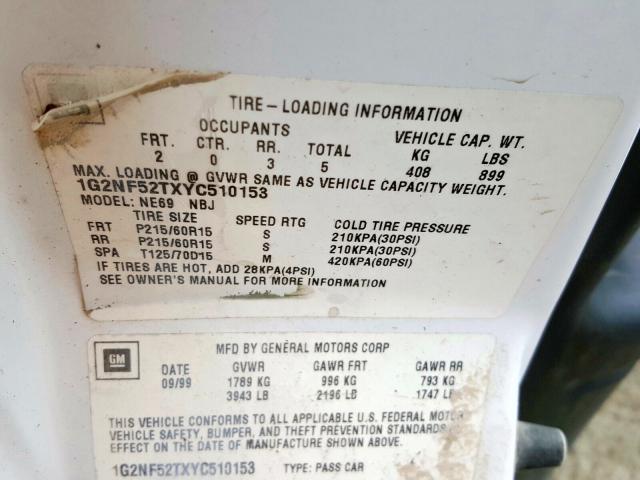 TIRE-LOADING INFORMATION
OCCUPANTS VEHICLE CAP. WT.
FRT. CTR. RR. TOTAL KG LBS
2 0 3 5 408 899
MAX. LOADING @ GVWR SAME AS VEHICLE CAPACITY WEIGHT.
1G2NF52TXYC510153
MODEL: NE69 NBJ
TIRE SIZE SPEED RTG COLD TIRE PRESSURE
FRT P215/60R15 S 210KPA(30PSI)
RR P215/60R15 S 210KPA(30PSI)
SPA T125/70D15 M 420KPA(60PSI)
IF TIRES ARE HOT, ADD 28KPA(4PSI)
SEE OWNER'S MANUAL FOR MORE INFORMATION
GM
MFD BY GENERAL MOTORS CORP
DATE GVWR GAWR FRT GAWR RR
09/99 1789 KG 996 KG 793 KG
3943 LB 2196 LB 1747 LB
THIS VEHICLE CONFORMS TO ALL APPLICABLE U.S. FEDERAL MOTOR
VEHICLE SAFETY, BUMPER, AND THEFT PREVENTION STANDARDS
EFFECT ON THE DATE OF MANUFACTURE SHOWN ABOVE.
1G2NF52TXYC510153 TYPE: PASS CAR